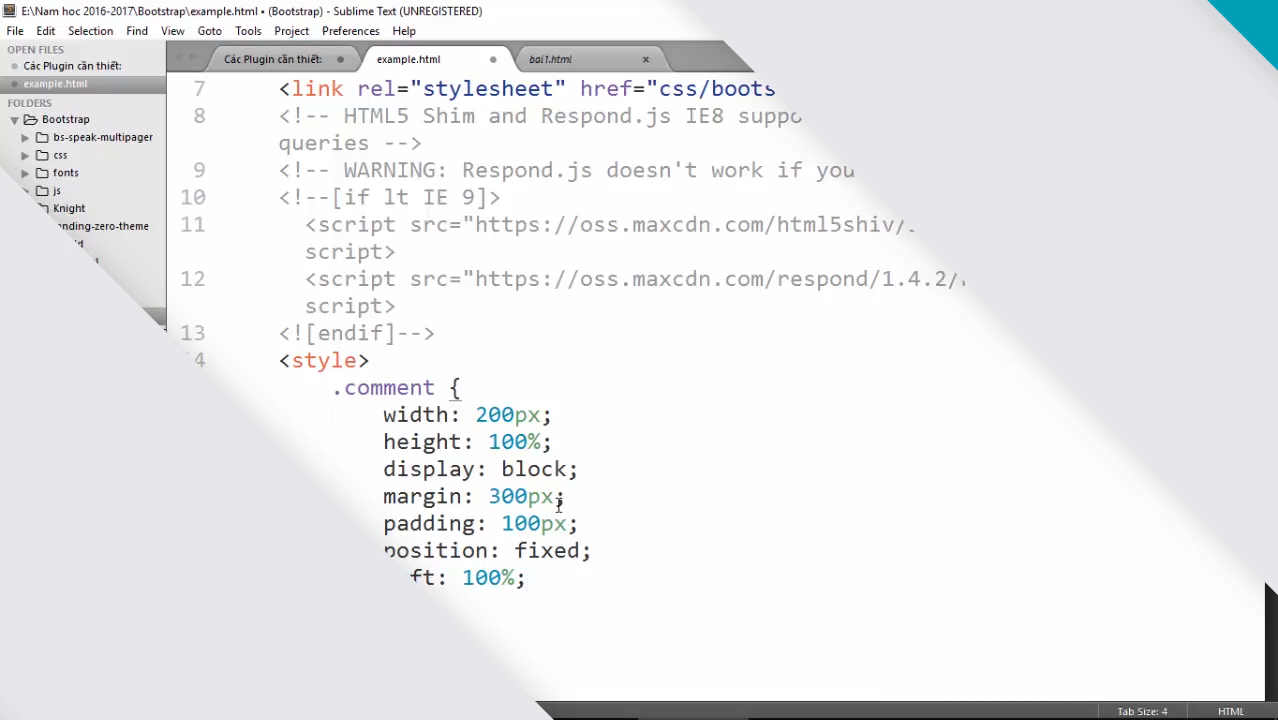 E:\Nam hoc 2016-2017\Bootstrap\example.html • (Bootstrap) - Sublime Text (UNREGISTERED)
File Edit Selection Find View Goto Tools Project Preferences Help
OPEN FILES
Các Plugin cần thiết:
example.html
FOLDERS
Bootstrap
bs-speak-multipager
css
fonts
js
Knight
anding-zero-theme
Các Plugin cần thiết:
example.html
bai1.html
7 <link rel="stylesheet" href="css/boots
8 <!-- HTML5 Shim and Respond.js IE8 suppo
queries -->
9 <!-- WARNING: Respond.js doesn't work if you
10 <!--[if lt IE 9]>
11 <script src="https://oss.maxcdn.com/html5shiv/
script>
12 <script src="https://oss.maxcdn.com/respond/1.4.2/
script>
13 <![endif]-->
14 <style>
.comment {
width: 200px;
height: 100%;
display: block;
margin: 300px;
padding: 100px;
position: fixed;
ft: 100%;
Tab Size: 4 HTML